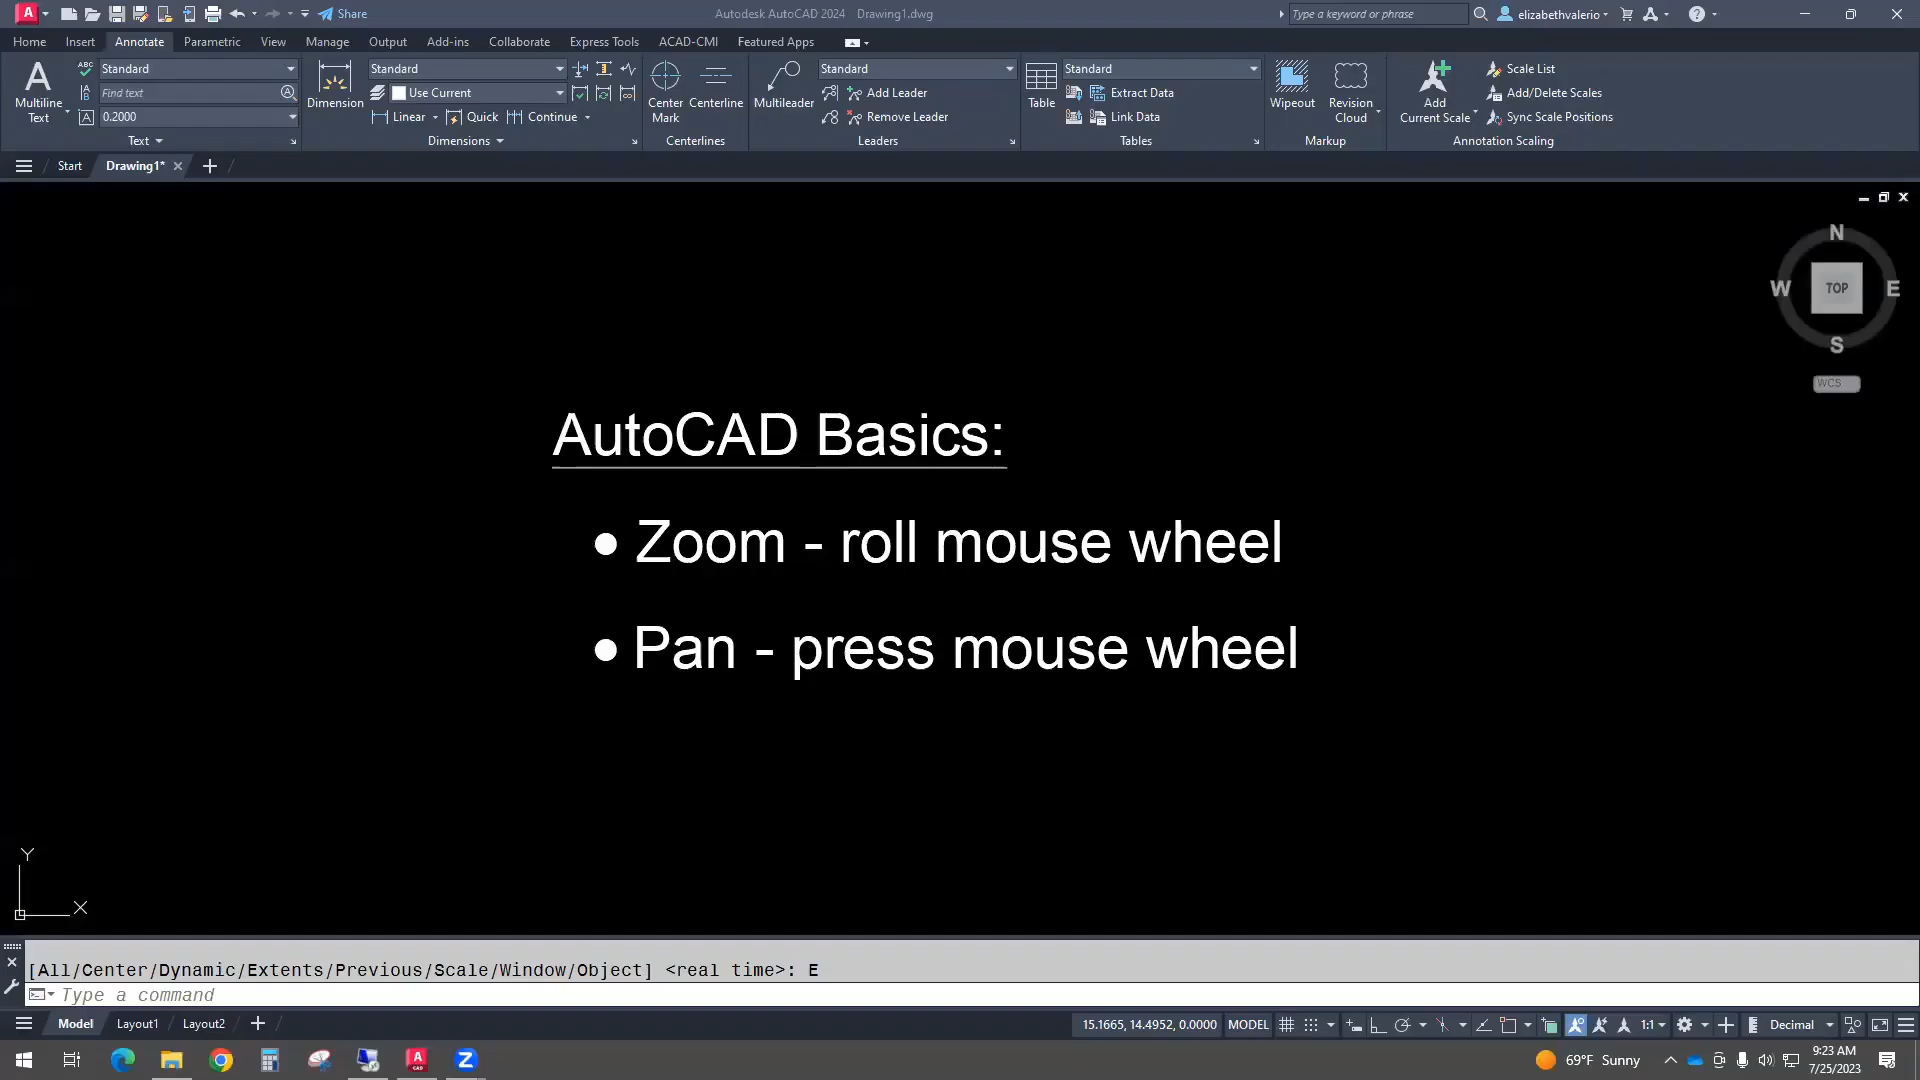 A Share Autodesk AutoCAD 2024 Drawing1.dwg Type a keyword or phrase elizabethvalerio ?
Home Insert Annotate Parametric View Manage Output Add-ins Collaborate Express Tools ACAD-CMI Featured Apps
A ABC Standard Standard Standard Standard Scale List
Find text Use Current Add Leader Extract Data Add/Delete Scales
Multiline Text Dimension Center Mark Centerline Multileader Table Wipeout Revision Cloud Add Current Scale
A 0.2000 Linear Quick Continue Remove Leader Link Data Sync Scale Positions
Text Dimensions Centerlines Leaders Tables Markup Annotation Scaling
Start Drawing1* +
N
W TOP E
S
WCS
AutoCAD Basics:
• Zoom - roll mouse wheel
• Pan - press mouse wheel
Y
X
[All/Center/Dynamic/Extents/Previous/Scale/Window/Object] <real time>: E
Type a command
Model Layout1 Layout2 + 15.1665, 14.4952, 0.0000 MODEL 1:1 Decimal
A CAD Z 69°F Sunny 9:23 AM
7/25/2023